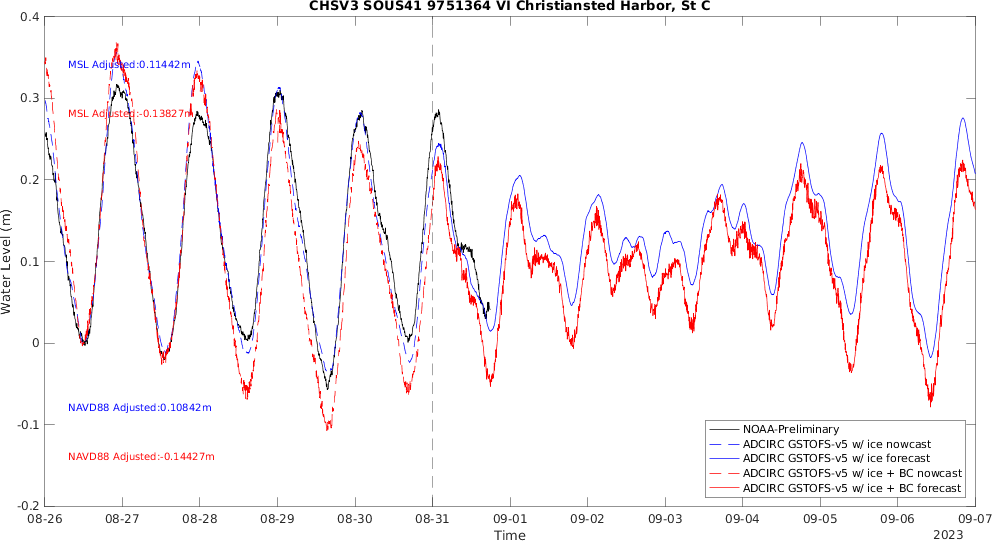 CHSV3 SOUS41 9751364 VI Christiansted Harbor, St C
0.4
0.3
0.2
0.1
0
-0.1
-0.2
Water Level (m)
MSL Adjusted:0.11442m
MSL Adjusted:-0.13827m
NAVD88 Adjusted:0.10842m
NAVD88 Adjusted:-0.14427m
NOAA-Preliminary
ADCIRC GSTOFS-v5 w/ ice nowcast
ADCIRC GSTOFS-v5 w/ ice forecast
ADCIRC GSTOFS-v5 w/ ice + BC nowcast
ADCIRC GSTOFS-v5 w/ ice + BC forecast
08-26 08-27 08-28 08-29 08-30 08-31 09-01 09-02 09-03 09-04 09-05 09-06 09-07
Time
2023